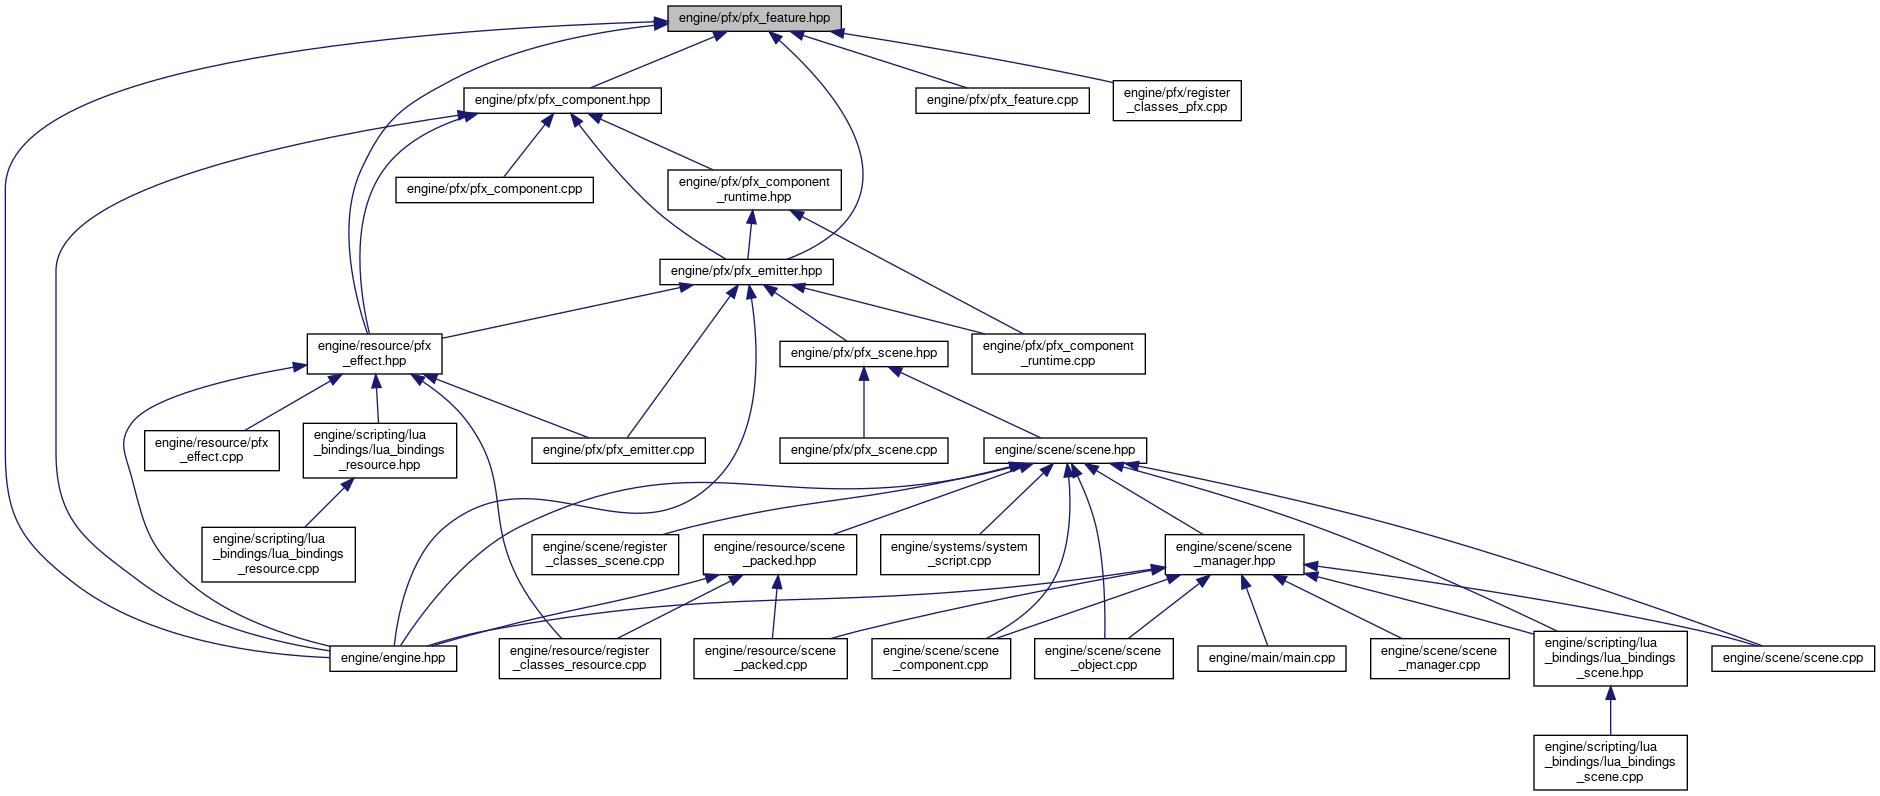 engine/pfx/pfx_feature.hpp
engine/pfx/pfx_component.hpp
engine/pfx/pfx_feature.cpp
engine/pfx/register
_classes_pfx.cpp
engine/pfx/pfx_component.cpp
engine/pfx/pfx_component
_runtime.hpp
engine/pfx/pfx_emitter.hpp
engine/resource/pfx
_effect.hpp
engine/pfx/pfx_scene.hpp
engine/pfx/pfx_component
_runtime.cpp
engine/resource/pfx
_effect.cpp
engine/scripting/lua
_bindings/lua_bindings
_resource.hpp
engine/pfx/pfx_emitter.cpp
engine/pfx/pfx_scene.cpp
engine/scene/scene.hpp
engine/scripting/lua
_bindings/lua_bindings
_resource.cpp
engine/scene/register
_classes_scene.cpp
engine/resource/scene
_packed.hpp
engine/systems/system
_script.cpp
engine/scene/scene
_manager.hpp
engine/engine.hpp
engine/resource/register
_classes_resource.cpp
engine/resource/scene
_packed.cpp
engine/scene/scene
_component.cpp
engine/scene/scene
_object.cpp
engine/main/main.cpp
engine/scene/scene
_manager.cpp
engine/scripting/lua
_bindings/lua_bindings
_scene.hpp
engine/scene/scene.cpp
engine/scripting/lua
_bindings/lua_bindings
_scene.cpp